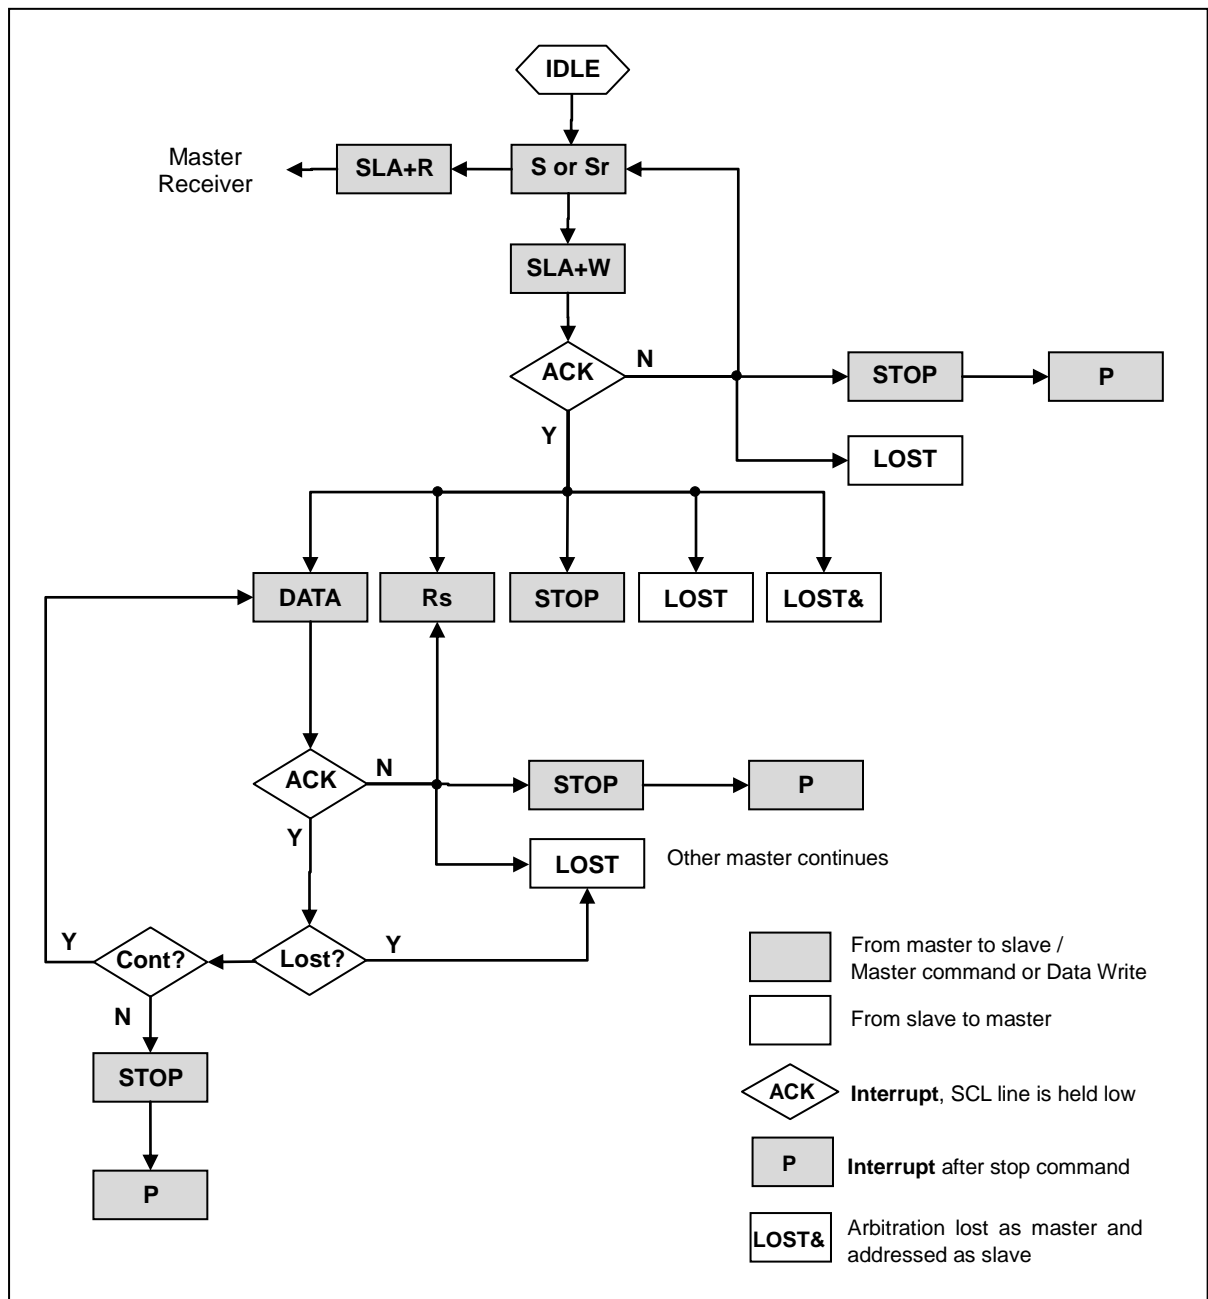 IDLE
Master
Receiver
SLA+R
S or Sr
SLA+W
ACK
N
STOP
P
Y
LOST
DATA
Rs
STOP
LOST
LOST&
ACK
N
STOP
P
Y
LOST
Other master continues
Y
Cont?
Lost?
Y
N
STOP
P
From master to slave /
Master command or Data Write
From slave to master
ACK
Interrupt, SCL line is held low
P
Interrupt after stop command
LOST&
Arbitration lost as master and
addressed as slave